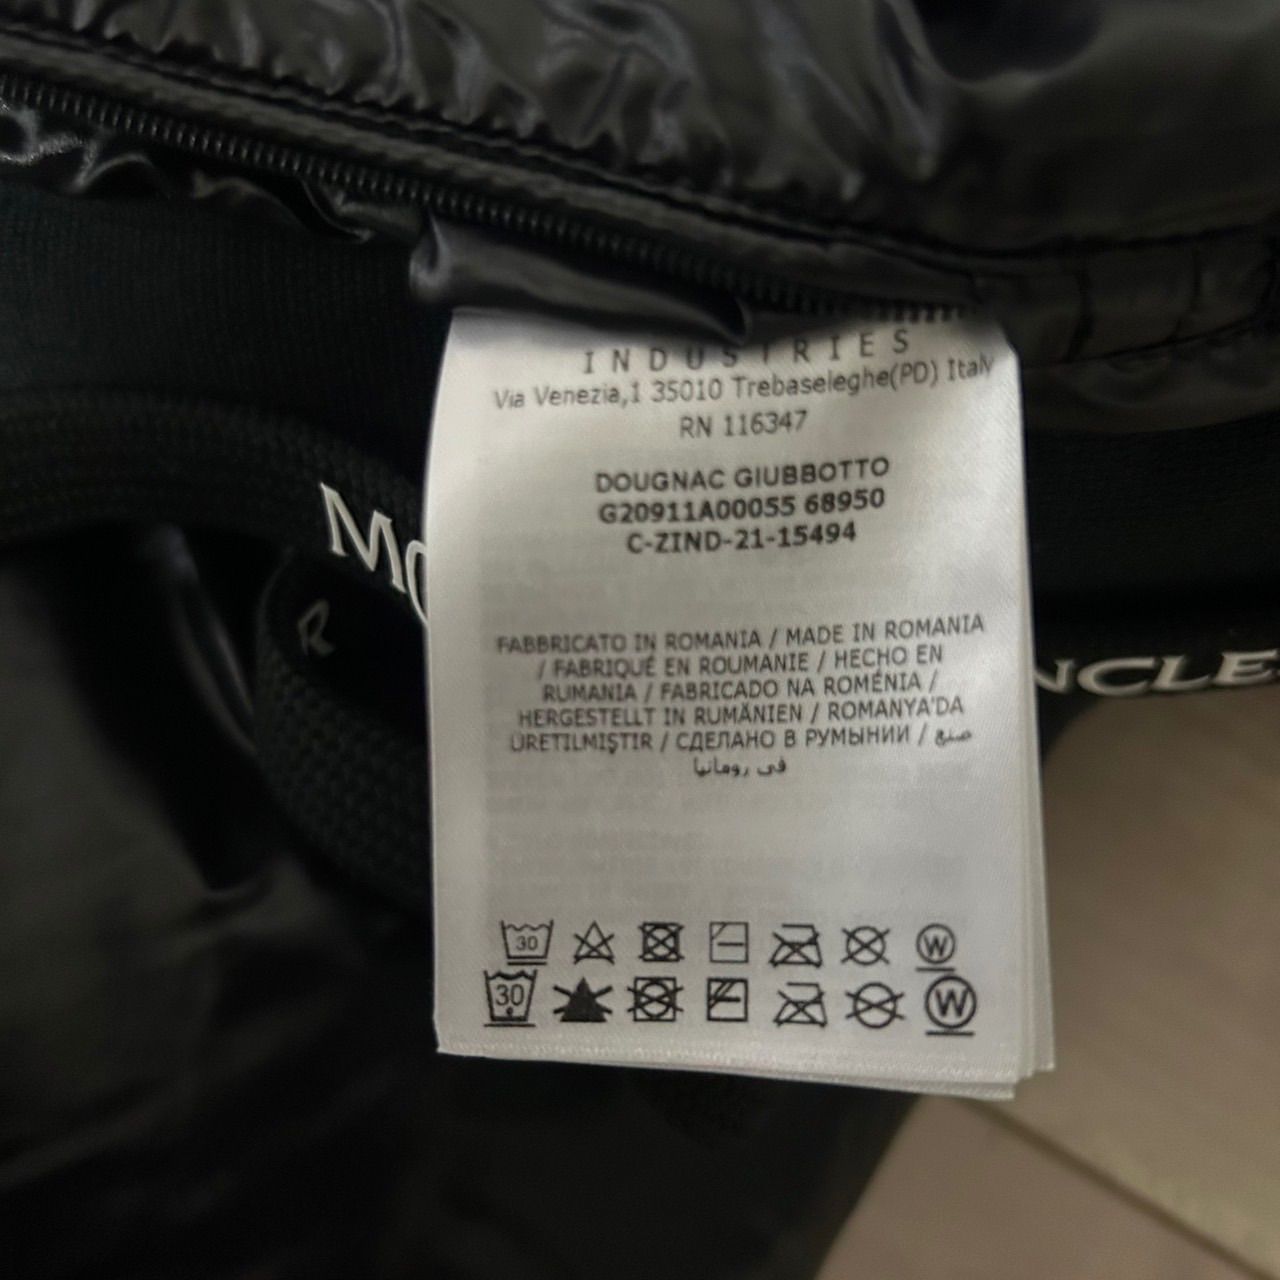 INDUSTRIES
Via Venezia,1 35010 Trebaseleghe(PD) Italy
RN 116347
DOUGNAC GIUBBOTTO
G20911A00055 68950
C-ZIND-21-15494
MC
R
NCLE
FABBRICATO IN ROMANIA / MADE IN ROMANIA
/ FABRIQUÉ EN ROUMANIE / HECHO EN
RUMANIA / FABRICADO NA ROMÉNIA /
HERGESTELLT IN RUMÄNIEN / ROMANYA'DA
ÜRETILMIŞTIR / СДЕЛАНО В РУМЫНИИ / صنع
في رومانيا
30 W
30 W